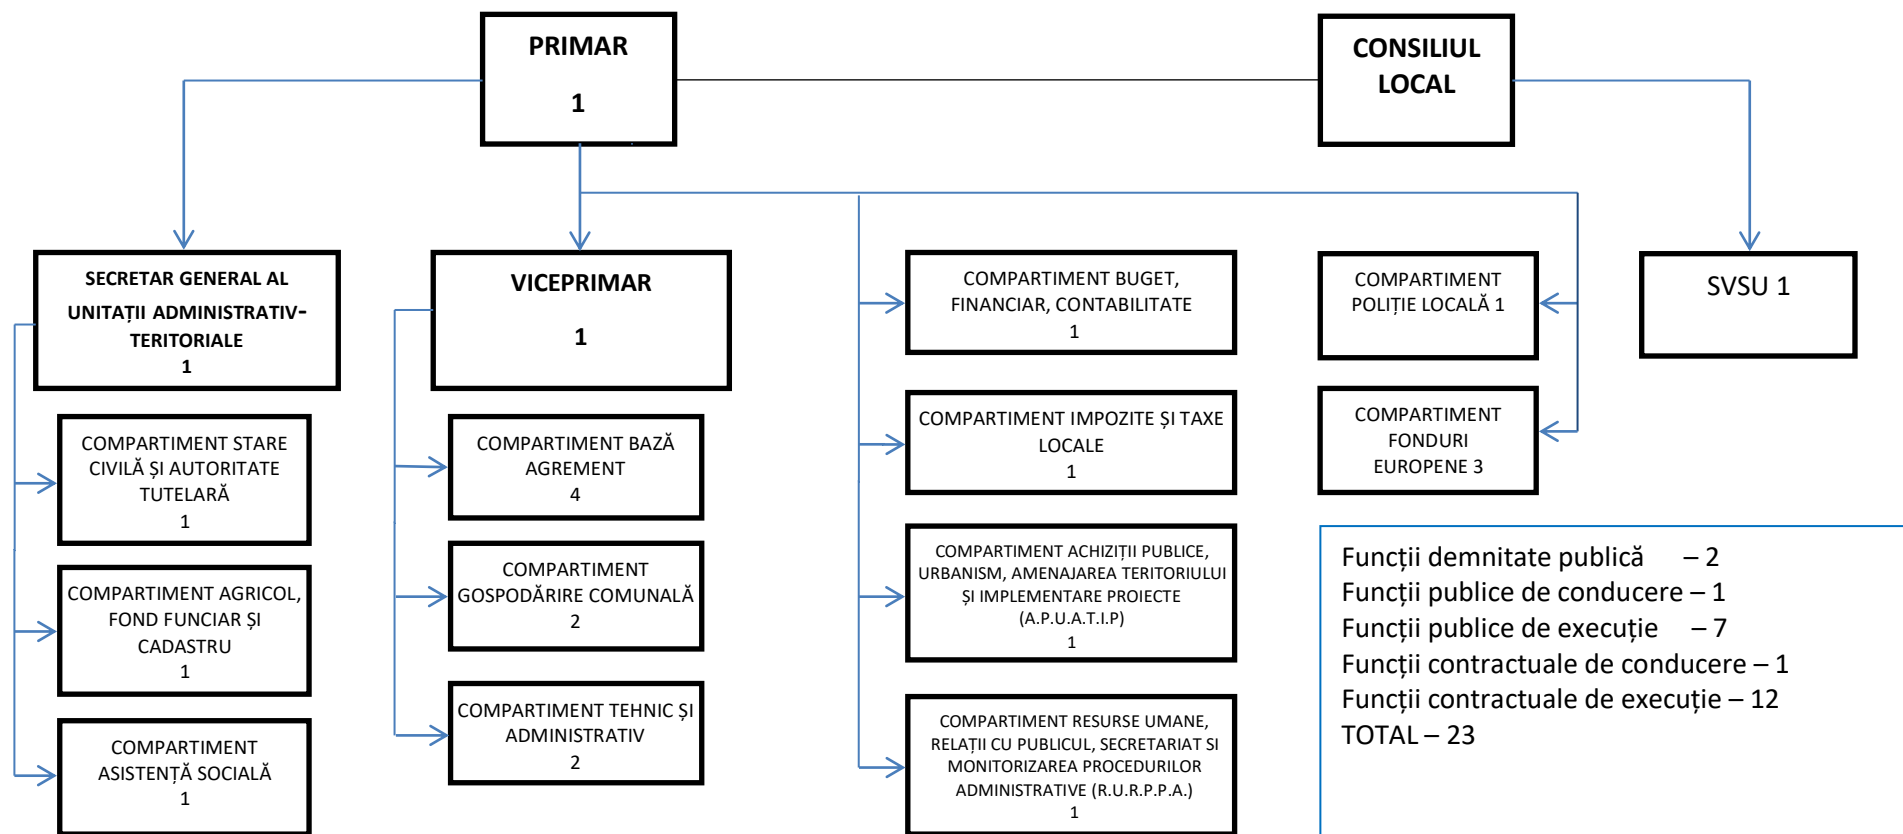 PRIMAR
1
CONSILIUL
LOCAL
SECRETAR GENERAL AL
UNITAȚII ADMINISTRATIV-
TERITORIALE
1
VICEPRIMAR
1
COMPARTIMENT BUGET,
FINANCIAR, CONTABILITATE
1
COMPARTIMENT
POLIȚIE LOCALĂ 1
SVSU 1
COMPARTIMENT STARE
CIVILĂ ȘI AUTORITATE
TUTELARĂ
1
COMPARTIMENT BAZĂ
AGREMENT
4
COMPARTIMENT IMPOZITE ȘI TAXE
LOCALE
1
COMPARTIMENT
FONDURI
EUROPENE 3
COMPARTIMENT AGRICOL,
FOND FUNCIAR ȘI
CADASTRU
1
COMPARTIMENT
GOSPODĂRIRE COMUNALĂ
2
COMPARTIMENT ACHIZIȚII PUBLICE,
URBANISM, AMENAJAREA TERITORIULUI
ȘI IMPLEMENTARE PROIECTE
(A.P.U.A.T.I.P)
1
COMPARTIMENT
ASISTENȚĂ SOCIALĂ
1
COMPARTIMENT TEHNIC ȘI
ADMINISTRATIV
2
COMPARTIMENT RESURSE UMANE,
RELAȚII CU PUBLICUL, SECRETARIAT SI
MONITORIZAREA PROCEDURILOR
ADMINISTRATIVE (R.U.R.P.P.A.)
1
Funcții demnitate publică – 2
Funcții publice de conducere – 1
Funcții publice de execuție – 7
Funcții contractuale de conducere – 1
Funcții contractuale de execuție – 12
TOTAL – 23